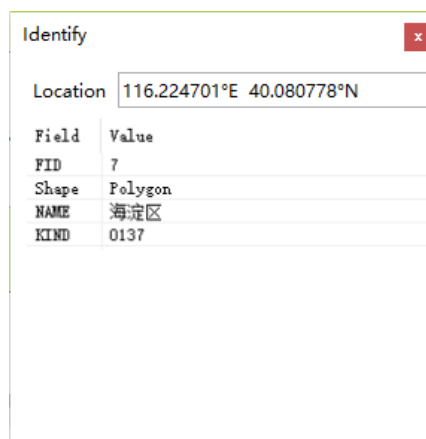 Identify x
Location 116.224701°E 40.080778°N
Field Value
FID 7
Shape Polygon
NAME 海淀区
KIND 0137